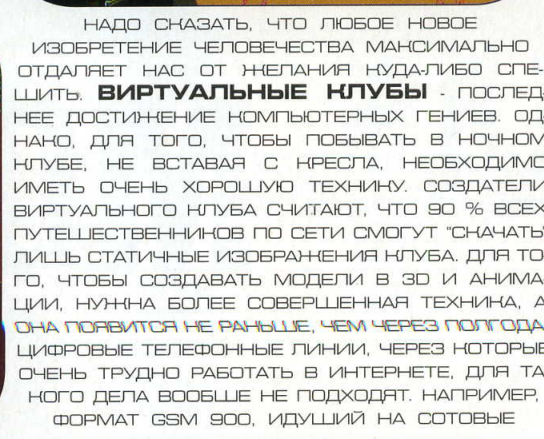 НАДО СКАЗАТЬ, ЧТО ЛЮБОЕ НОВОЕ
ИЗОБРЕТЕНИЕ ЧЕЛОВЕЧЕСТВА МАКСИМАЛЬНО
ОТДАЛЯЕТ НАС ОТ ЖЕЛАНИЯ КУДА-ЛИБО СПЕ-
ШИТЬ. ВИРТУАЛЬНЫЕ КЛУБЫ - ПОСЛЕД-
НЕЕ ДОСТИЖЕНИЕ КОМПЬЮТЕРНЫХ ГЕНИЕВ. ОД-
НАКО, ДЛЯ ТОГО, ЧТОБЫ ПОБЫВАТЬ В НОЧНОМ
КЛУБЕ, НЕ ВСТАВАЯ С КРЕСЛА, НЕОБХОДИМО
ИМЕТЬ ОЧЕНЬ ХОРОШУЮ ТЕХНИКУ. СОЗДАТЕЛИ
ВИРТУАЛЬНОГО КЛУБА СЧИТАЮТ, ЧТО 90 % ВСЕХ
ПУТЕШЕСТВЕННИКОВ ПО СЕТИ СМОГУТ "СКАЧАТЬ"
ЛИШЬ СТАТИЧНЫЕ ИЗОБРАЖЕНИЯ КЛУБА. ДЛЯ ТО-
ГО, ЧТОБЫ СОЗДАВАТЬ МОДЕЛИ В 3D И АНИМА-
ЦИИ, НУЖНА БОЛЕЕ СОВЕРШЕННАЯ ТЕХНИКА, А
ОНА ПОЯВИТСЯ НЕ РАНЬШЕ, ЧЕМ ЧЕРЕЗ ПОЛГОДА.
ЦИФРОВЫЕ ТЕЛЕФОННЫЕ ЛИНИИ, ЧЕРЕЗ КОТОРЫЕ
ОЧЕНЬ ТРУДНО РАБОТАТЬ В ИНТЕРНЕТЕ, ДЛЯ ТА-
КОГО ДЕЛА ВООБЩЕ НЕ ПОДХОДЯТ. НАПРИМЕР,
ФОРМАТ GSM 900, ИДУШИЙ НА СОТОВЫЕ